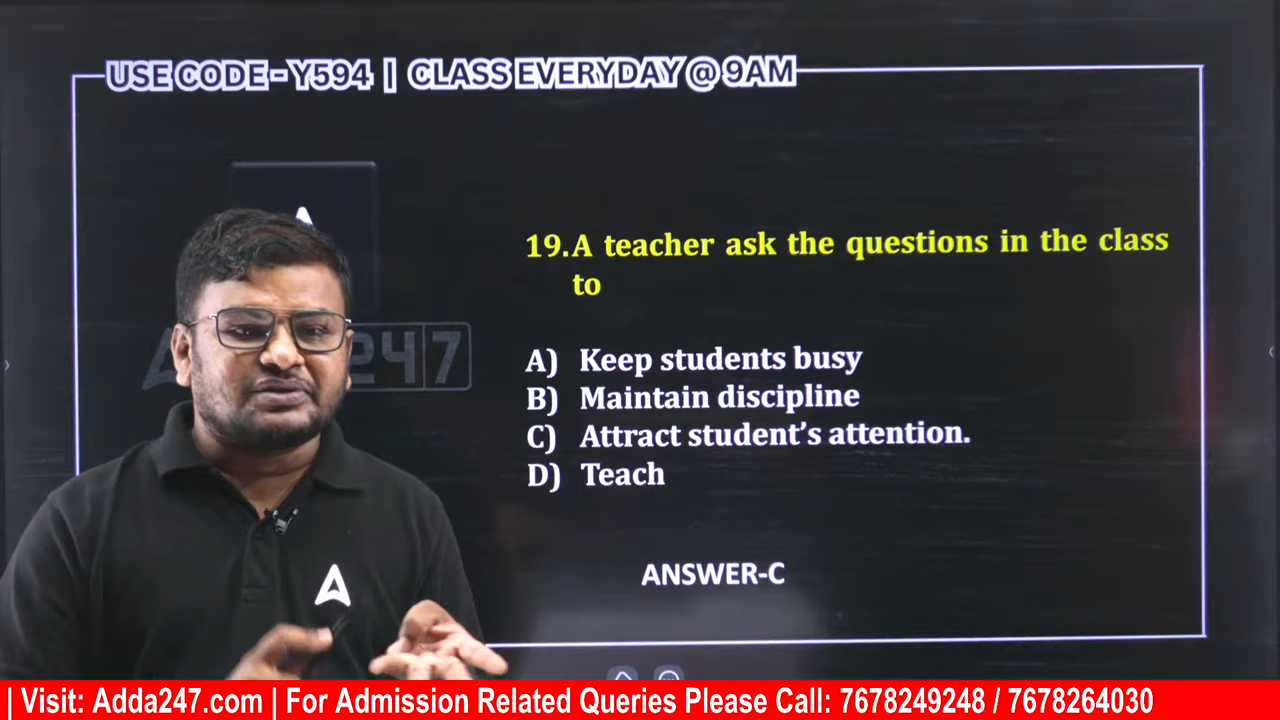 USE CODE - Y594 | CLASS EVERYDAY @ 9AM
19. A teacher ask the questions in the class
to
A) Keep students busy
B) Maintain discipline
C) Attract student's attention.
D) Teach
ANSWER-C
247
| Visit: Adda247.com | For Admission Related Queries Please Call: 7678249248 / 7678264030